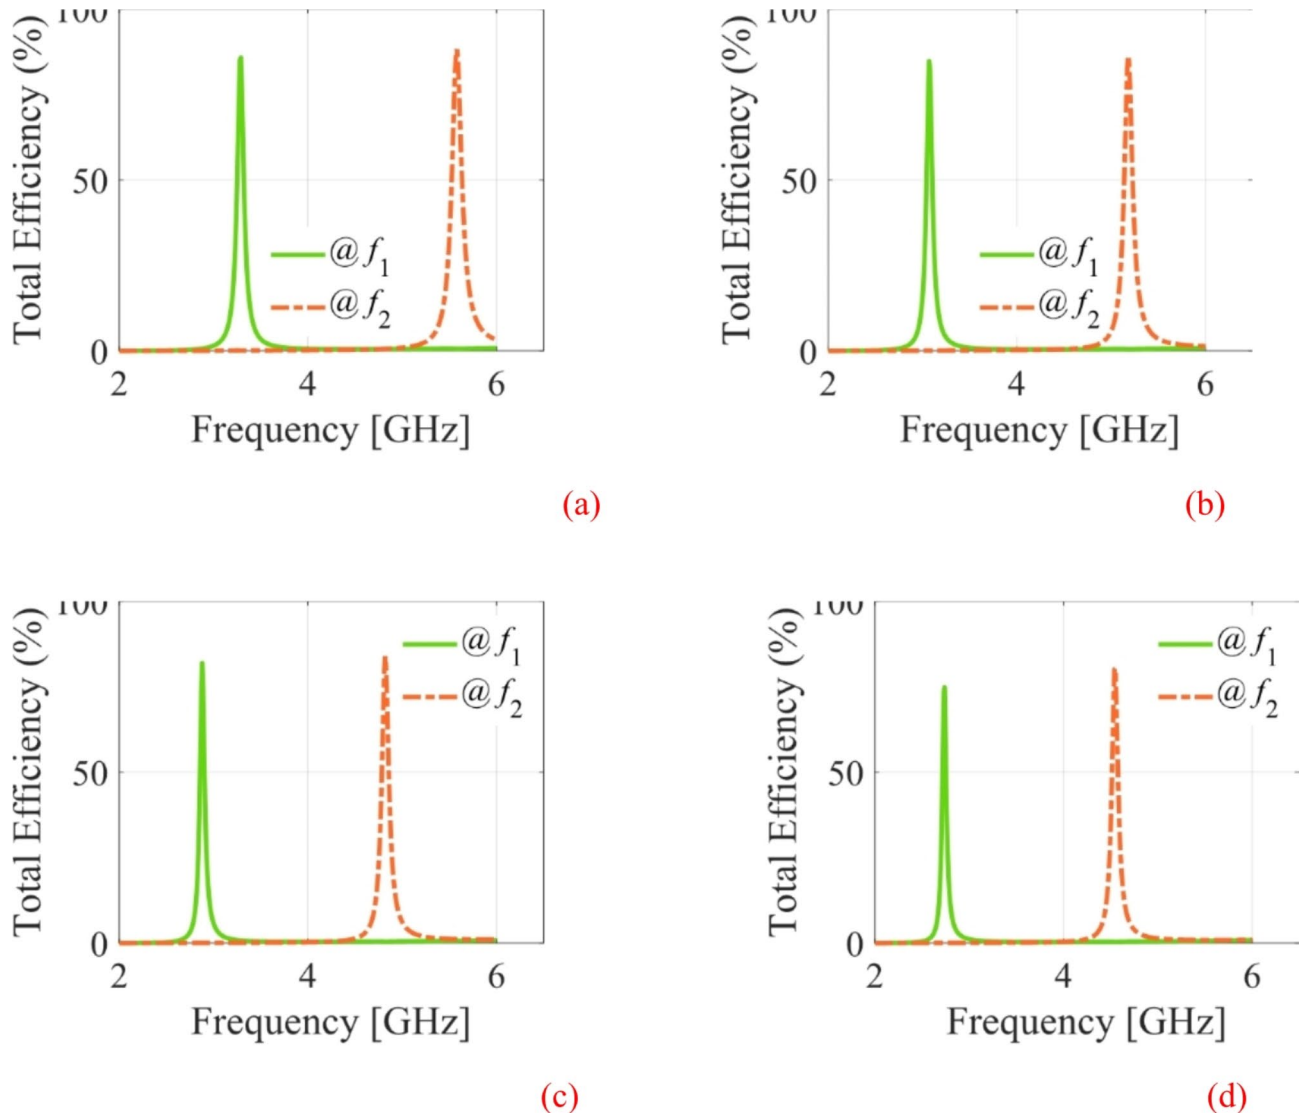 100
Total Efficiency (%)
50
0
@ f1
@ f2
2 4 6
Frequency [GHz]
(a)
100
Total Efficiency (%)
50
0
@ f1
@ f2
2 4 6
Frequency [GHz]
(b)
100
Total Efficiency (%)
50
0
@ f1
@ f2
2 4 6
Frequency [GHz]
(c)
100
Total Efficiency (%)
50
0
@ f1
@ f2
2 4 6
Frequency [GHz]
(d)